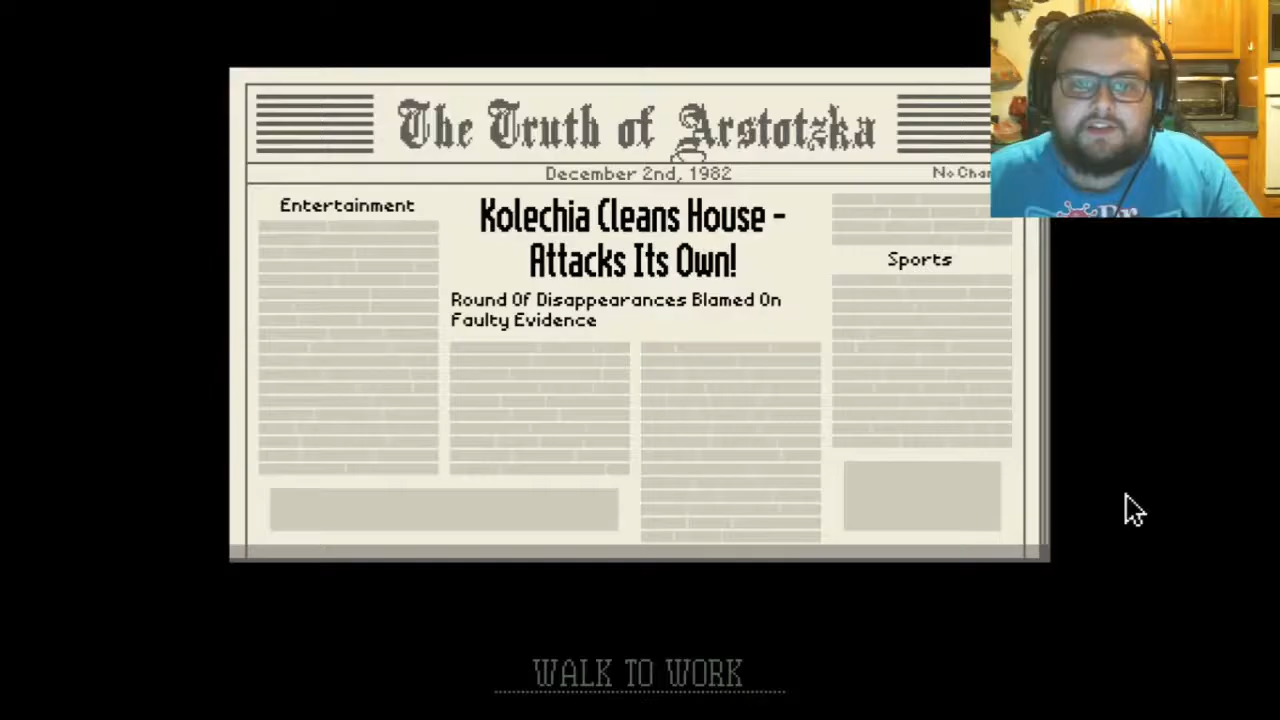 The Truth of Arstotzka
December 2nd, 1982
Entertainment
Kolechia Cleans House -
Attacks Its Own!
Round Of Disappearances Blamed On
Faulty Evidence
Sports
WALK TO WORK